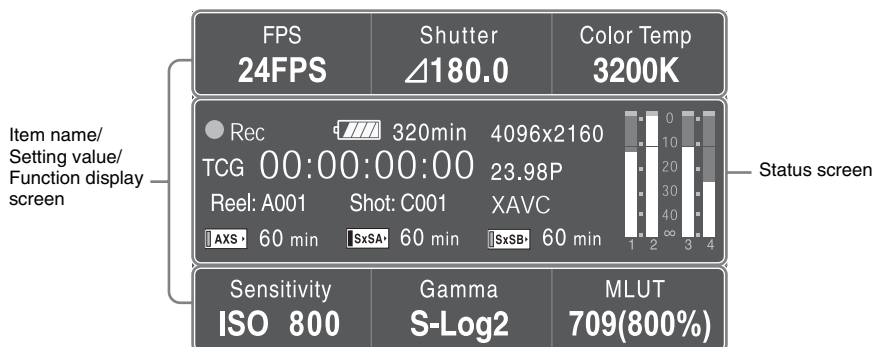 FPS
24FPS
Shutter
⊿180.0
Color Temp
3200K
Item name/
Setting value/
Function display
screen
Rec
320min
4096x2160
TCG 00:00:00:00
23.98P
Reel: A001
Shot: C001
XAVC
AXS
60 min
SxSA
60 min
SxSB
60 min
0
10
20
30
40
∞
1 2 3 4
Status screen
Sensitivity
ISO 800
Gamma
S-Log2
MLUT
709(800%)